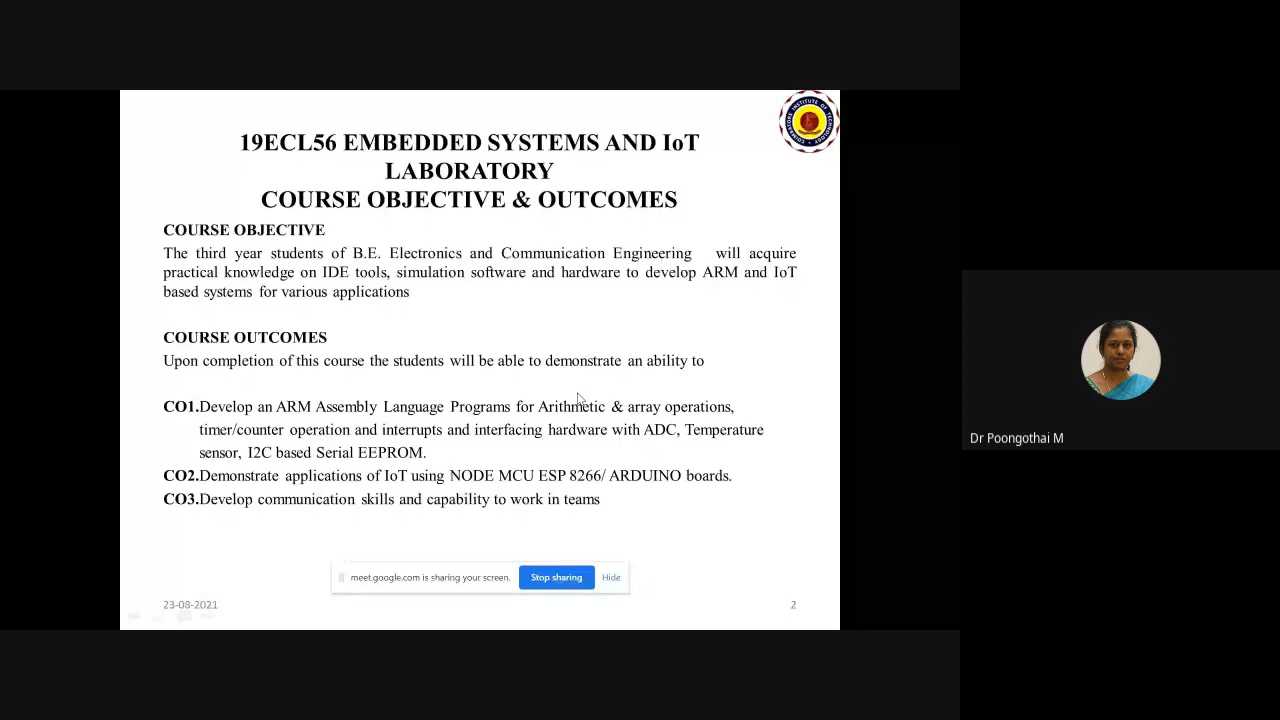 COIMBATORE INSTITUTE OF TECHNOLOGY
19ECL56 EMBEDDED SYSTEMS AND IoT
LABORATORY
COURSE OBJECTIVE & OUTCOMES
COURSE OBJECTIVE
The third year students of B.E. Electronics and Communication Engineering will acquire
practical knowledge on IDE tools, simulation software and hardware to develop ARM and IoT
based systems for various applications
COURSE OUTCOMES
Upon completion of this course the students will be able to demonstrate an ability to
CO1.Develop an ARM Assembly Language Programs for Arithmetic & array operations,
timer/counter operation and interrupts and interfacing hardware with ADC, Temperature
sensor, I2C based Serial EEPROM.
CO2.Demonstrate applications of IoT using NODE MCU ESP 8266/ ARDUINO boards.
CO3.Develop communication skills and capability to work in teams
meet.google.com is sharing your screen. Stop sharing Hide
23-08-2021 2
Dr Poongothai M